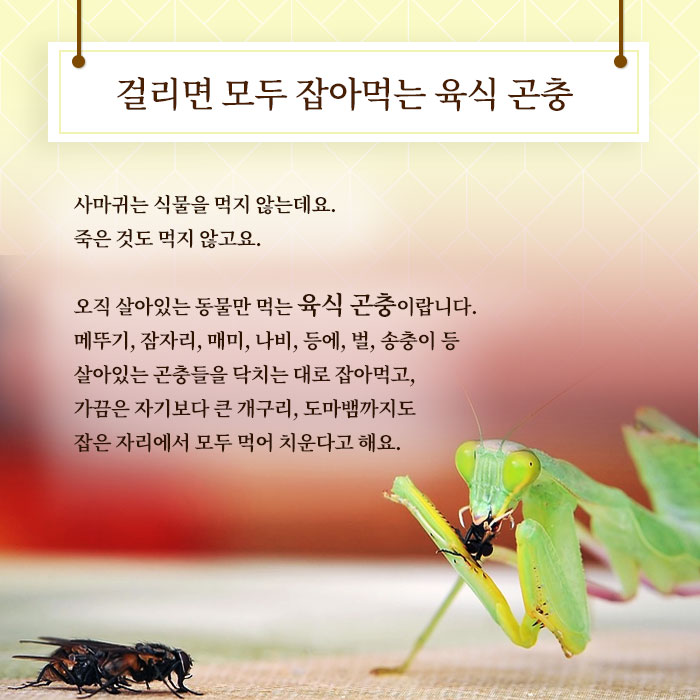 걸리면 모두 잡아먹는 육식 곤충
사마귀는 식물을 먹지 않는데요.
죽은 것도 먹지 않고요.
오직 살아있는 동물만 먹는 육식 곤충이랍니다.
메뚜기, 잠자리, 매미, 나비, 등에, 벌, 송충이 등
살아있는 곤충들을 닥치는 대로 잡아먹고,
가끔은 자기보다 큰 개구리, 도마뱀까지도
잡은 자리에서 모두 먹어 치운다고 해요.